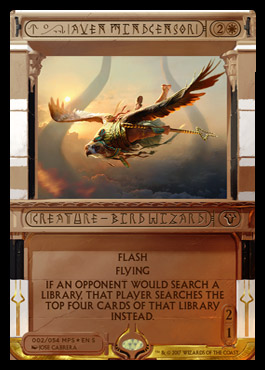 AVEN MINDCENSOR 2
CREATURE – BIRD WIZARD
FLASH
FLYING
IF AN OPPONENT WOULD SEARCH A
LIBRARY, THAT PLAYER SEARCHES THE
TOP FOUR CARDS OF THAT LIBRARY
INSTEAD.
2
1
002/054 MPS • EN S
JOSE CABRERA
™ & © 2017 WIZARDS OF THE COAST